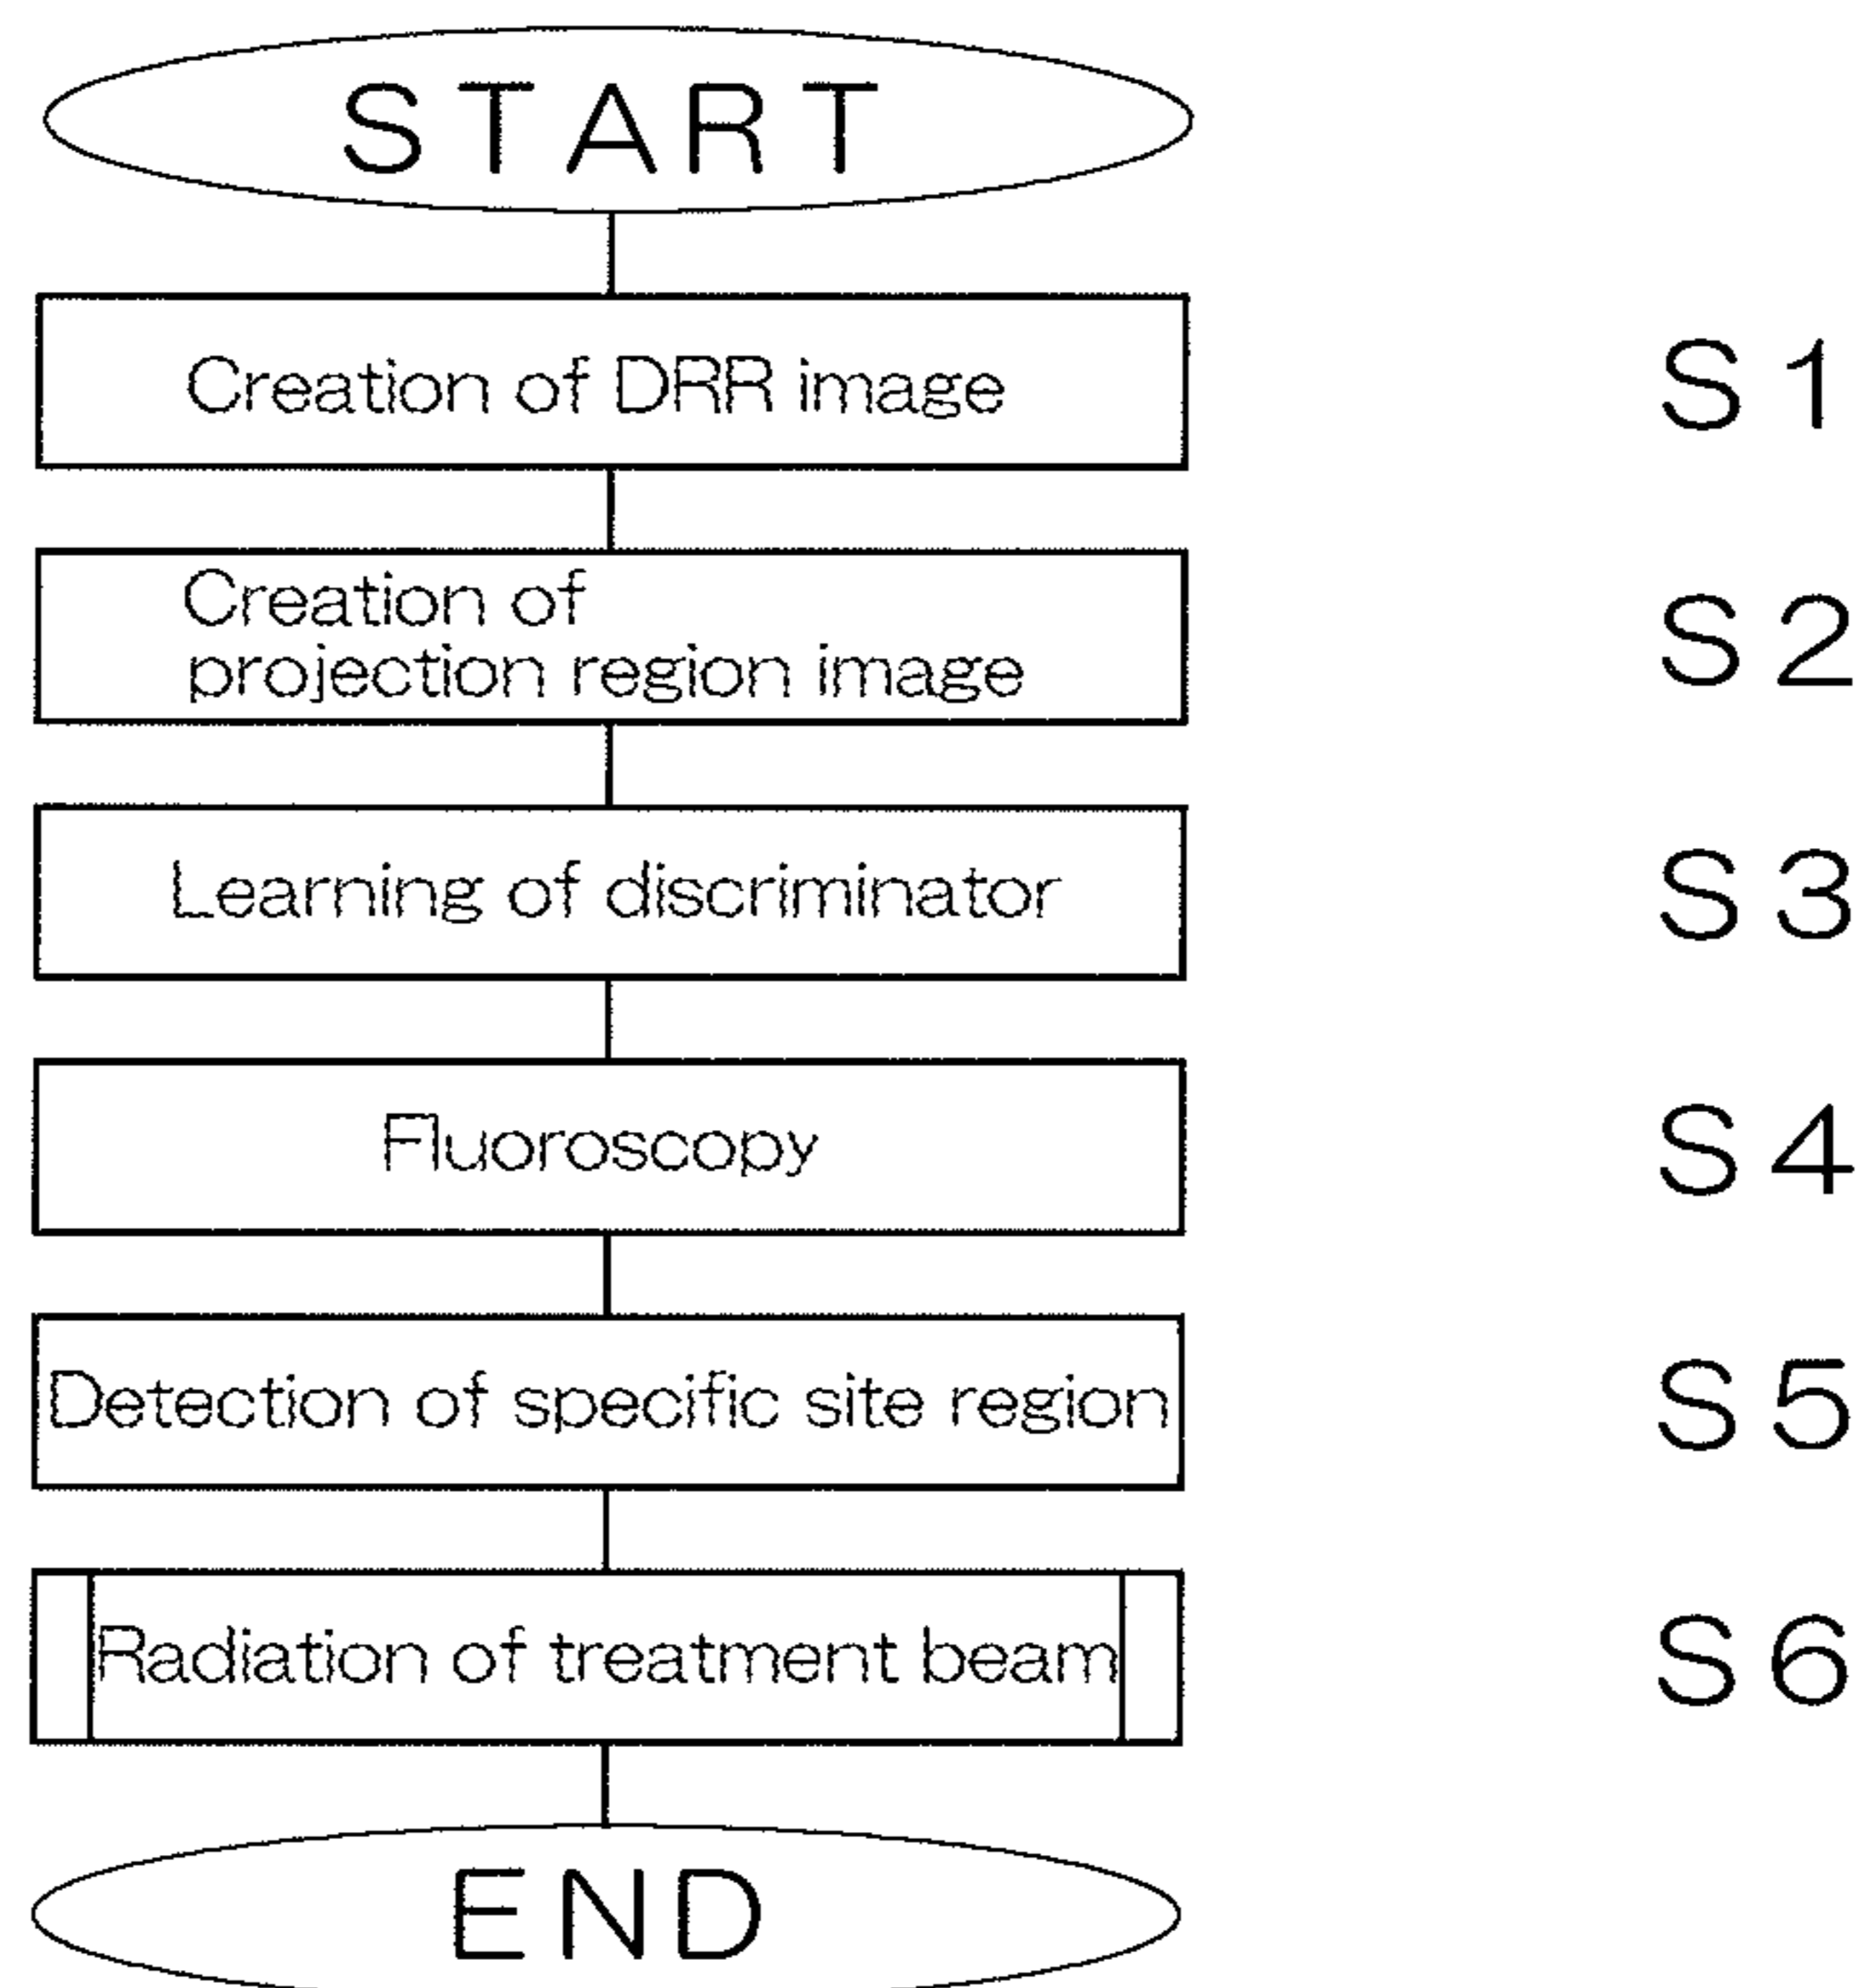 START
Creation of DRR image
S1
Creation of
projection region image
S2
Learning of discriminator
S3
Fluoroscopy
S4
Detection of specific site region
S5
Radiation of treatment beam
S6
END